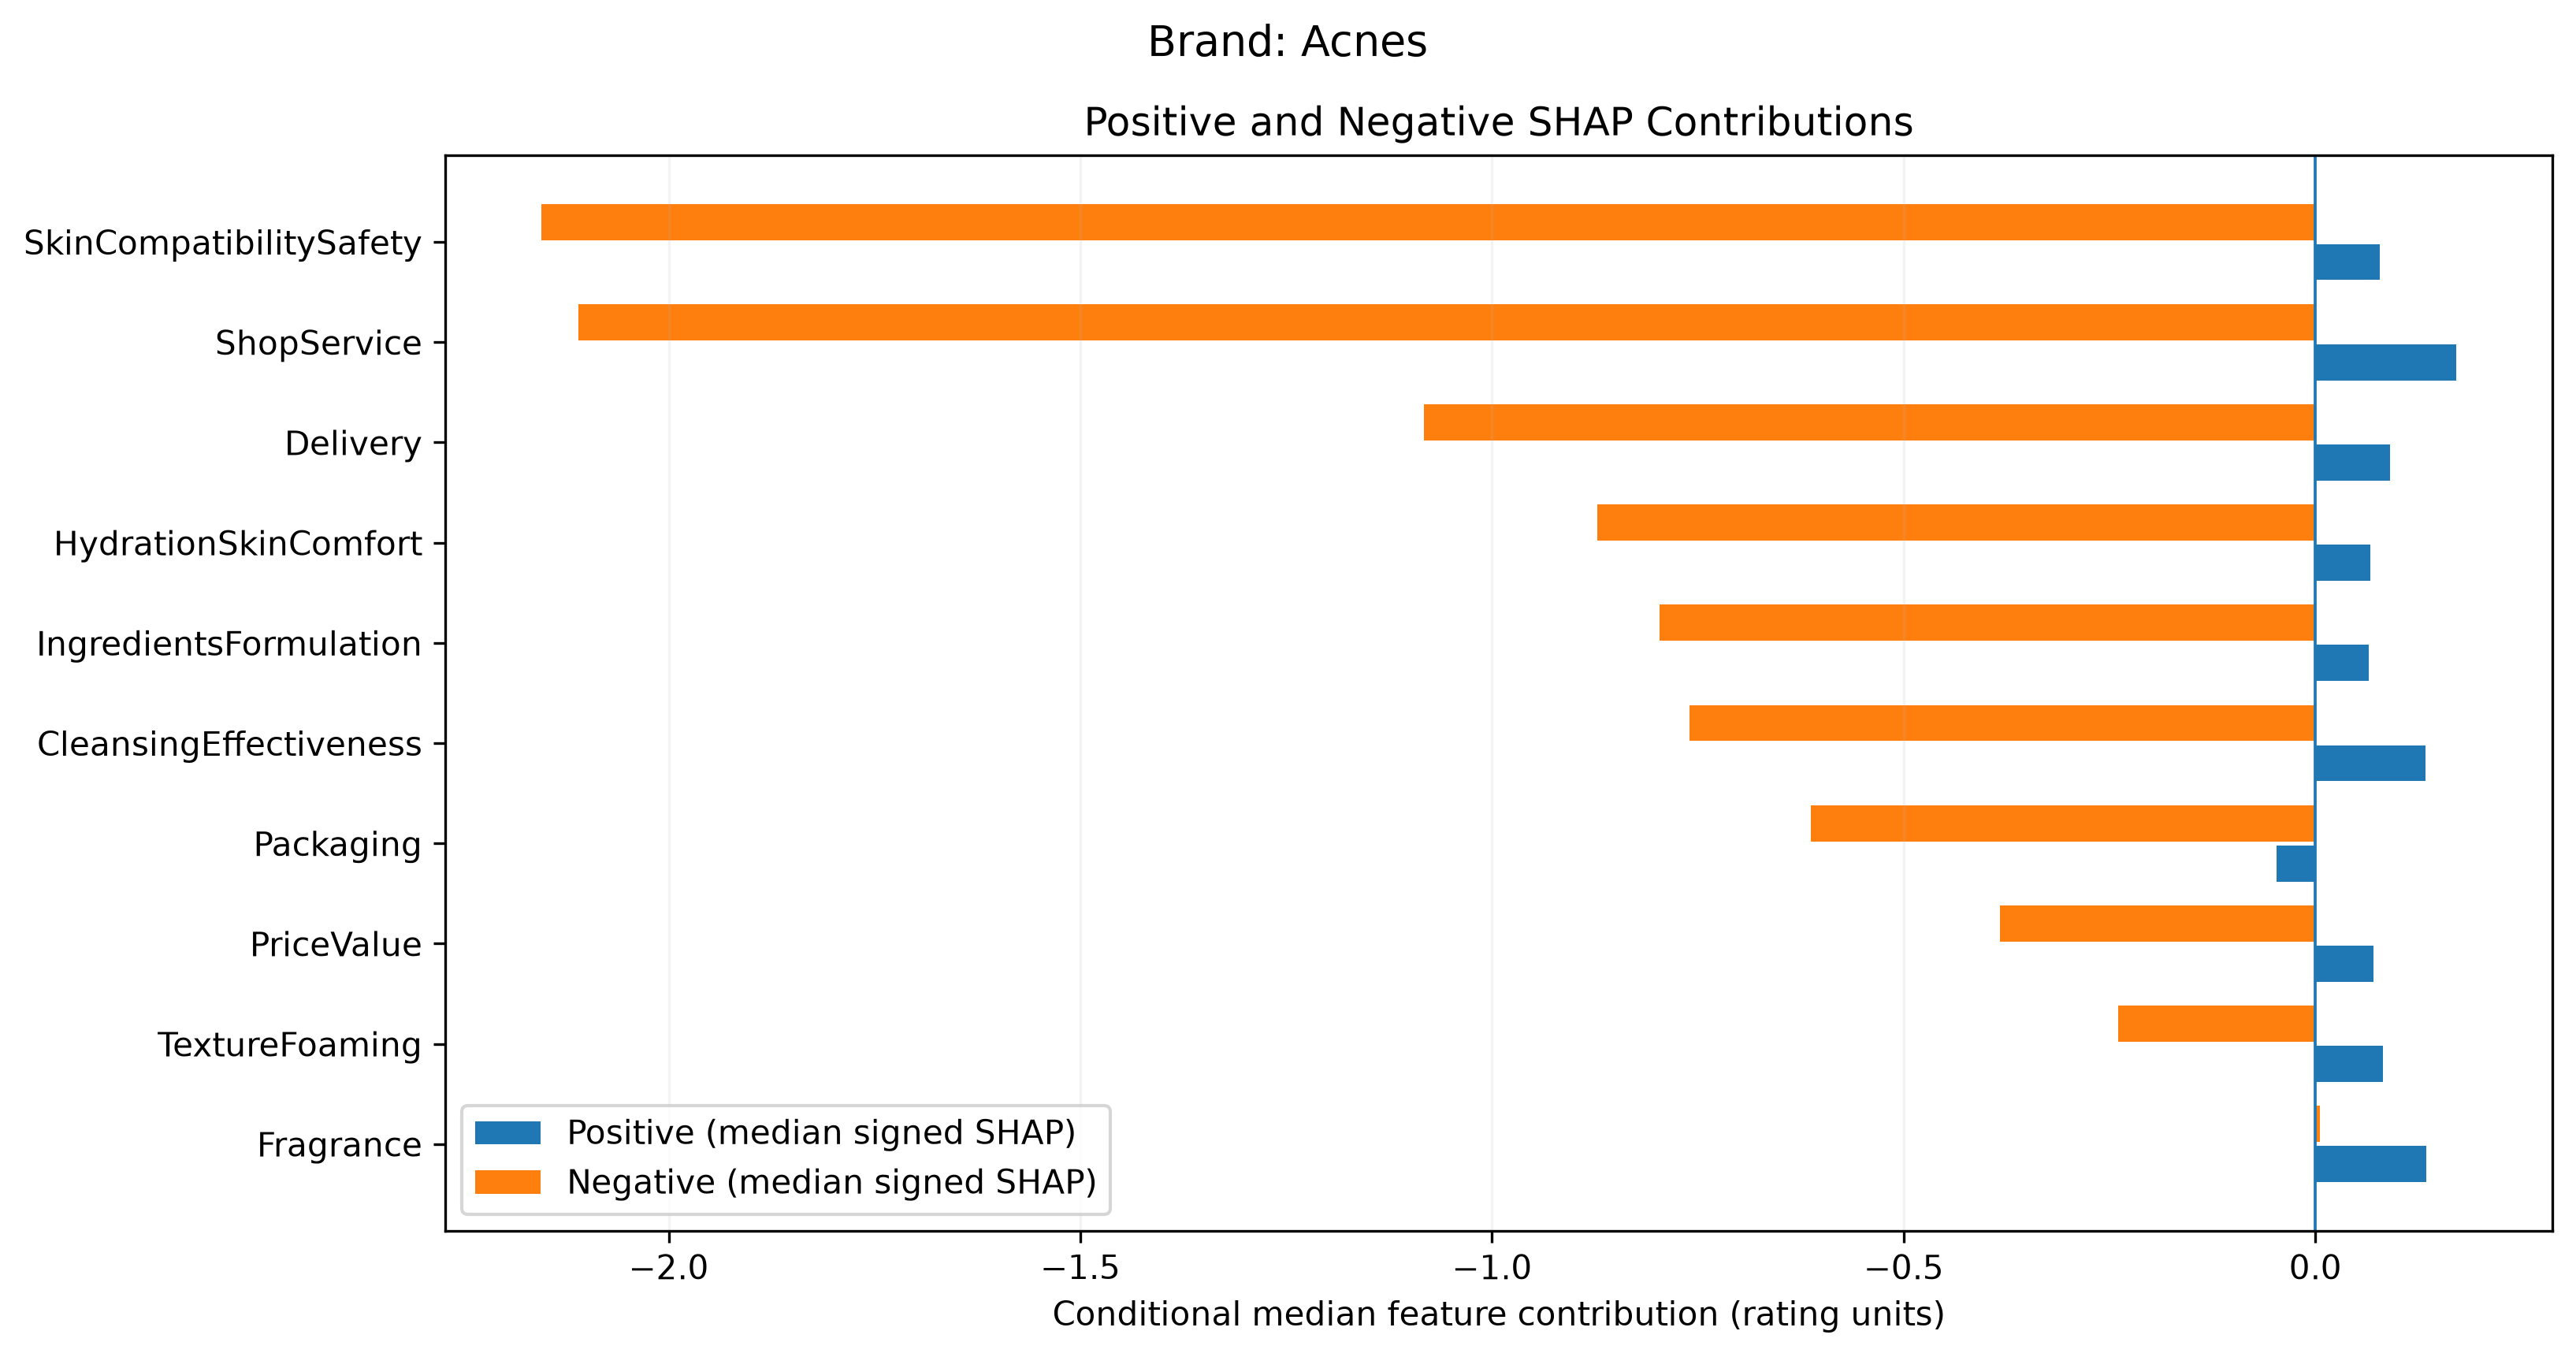 Brand: Acnes
Positive and Negative SHAP Contributions
SkinCompatibilitySafety
ShopService
Delivery
HydrationSkinComfort
IngredientsFormulation
CleansingEffectiveness
Packaging
PriceValue
TextureFoaming
Fragrance
Positive (median signed SHAP)
Negative (median signed SHAP)
−2.0 −1.5 −1.0 −0.5 0.0
Conditional median feature contribution (rating units)